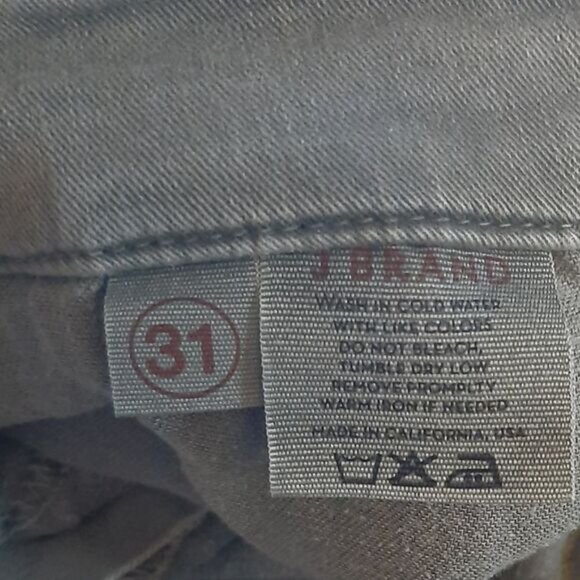 31
J BRAND
WASH IN COLD WATER
WITH LIKE COLORS
DO NOT BLEACH,
TUMBLE DRY LOW
REMOVE PROMPLTY
WARM IRON IF NEEDED
MADE IN CALIFORNIA, USA